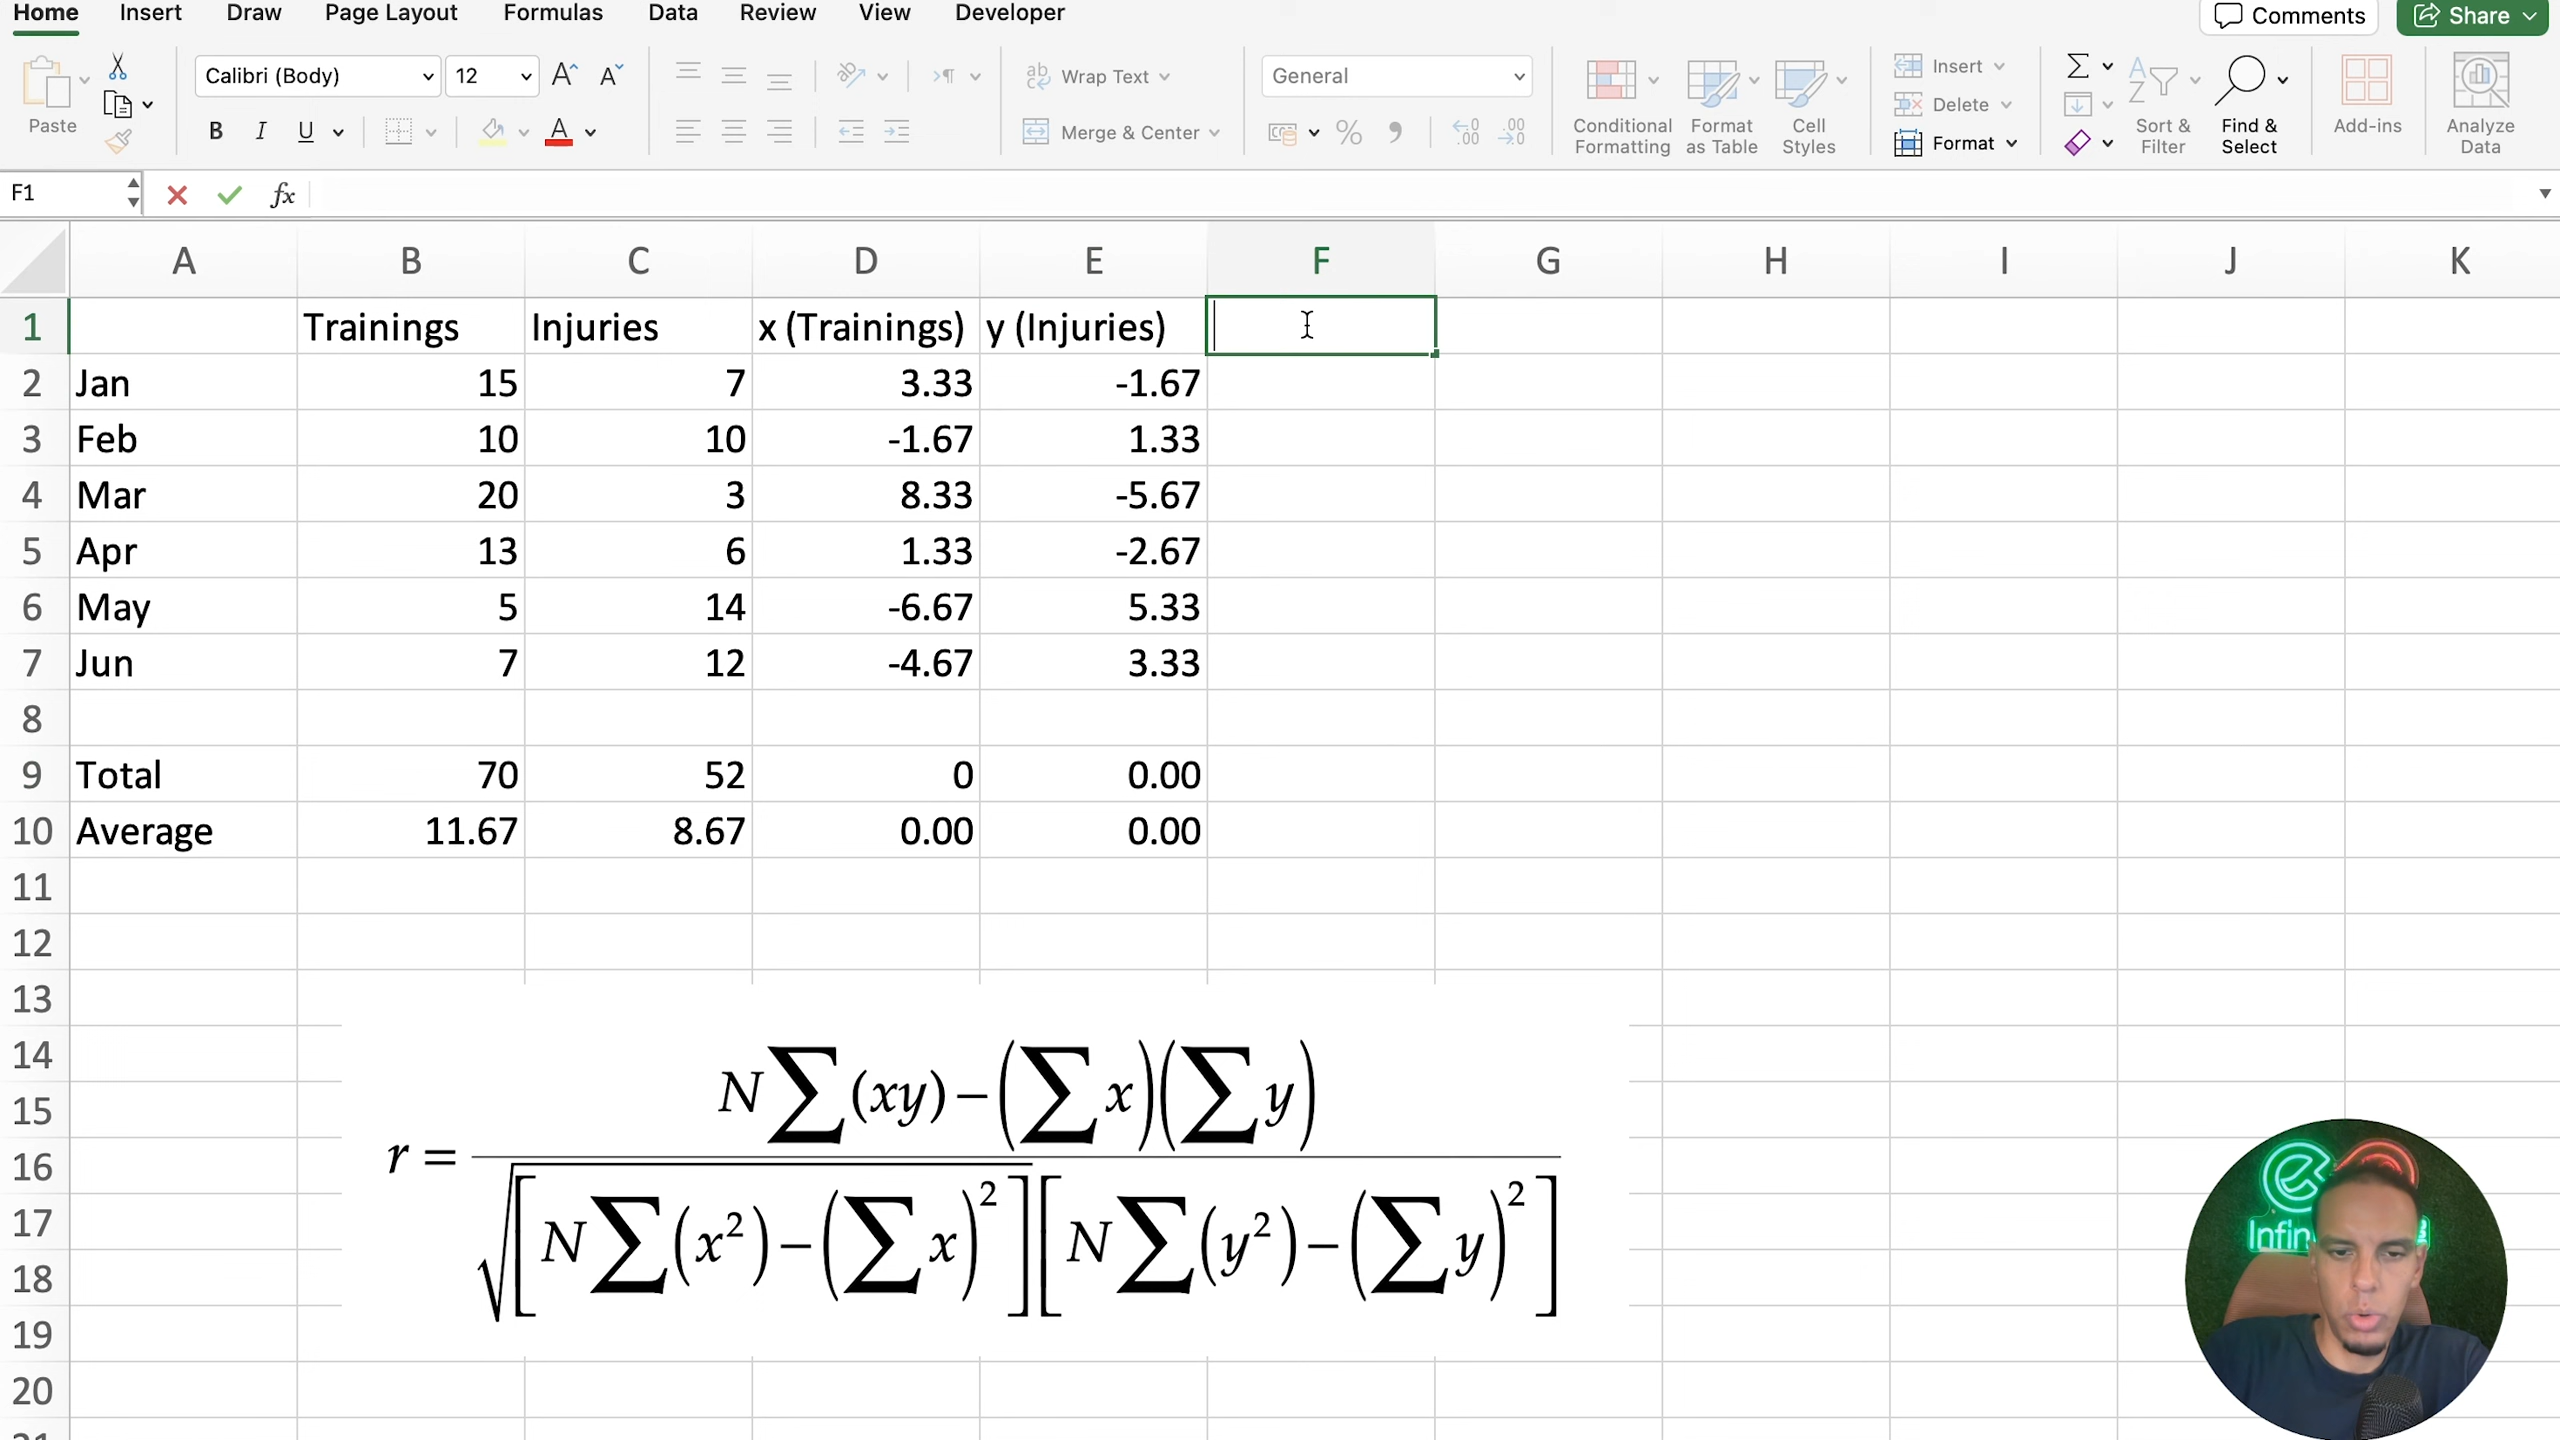 Home Insert Draw Page Layout Formulas Data Review View Developer Comments Share
Calibri (Body) 12 A A Wrap Text General Insert
Paste B I U A Merge & Center % Conditional Formatting Format as Table Cell Styles Delete Format Sort & Filter Find & Select Add-ins Analyze Data
F1 fx
A B C D E F G H I J K
1 Trainings Injuries x (Trainings) y (Injuries)
2 Jan 15 7 3.33 -1.67
3 Feb 10 10 -1.67 1.33
4 Mar 20 3 8.33 -5.67
5 Apr 13 6 1.33 -2.67
6 May 5 14 -6.67 5.33
7 Jun 7 12 -4.67 3.33
8
9 Total 70 52 0 0.00
10 Average 11.67 8.67 0.00 0.00
11
12
13
14
15
16
17
18
19
20
r = N∑(xy)−(∑x)(∑y)
√[N∑(x²)−(∑x)²][N∑(y²)−(∑y)²]